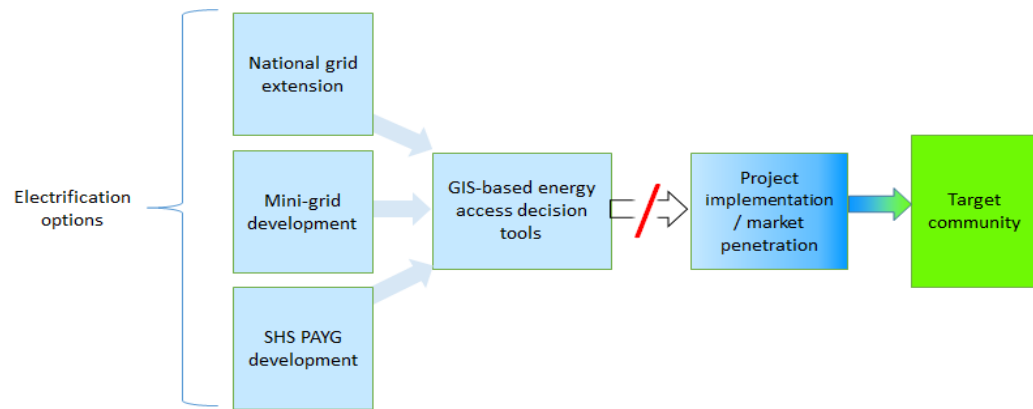 Electrification
options
National grid
extension
Mini-grid
development
SHS PAYG
development
GIS-based energy
access decision
tools
Project
implementation
/ market
penetration
Target
community